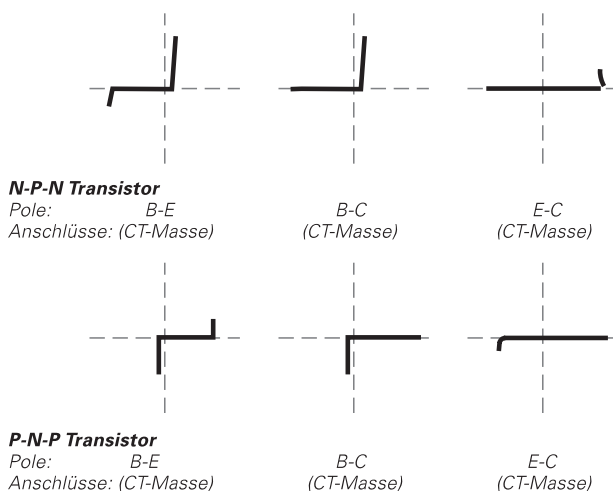 N-P-N Transistor
Pole: B-E B-C E-C
Anschlüsse: (CT-Masse) (CT-Masse) (CT-Masse)
P-N-P Transistor
Pole: B-E B-C E-C
Anschlüsse: (CT-Masse) (CT-Masse) (CT-Masse)